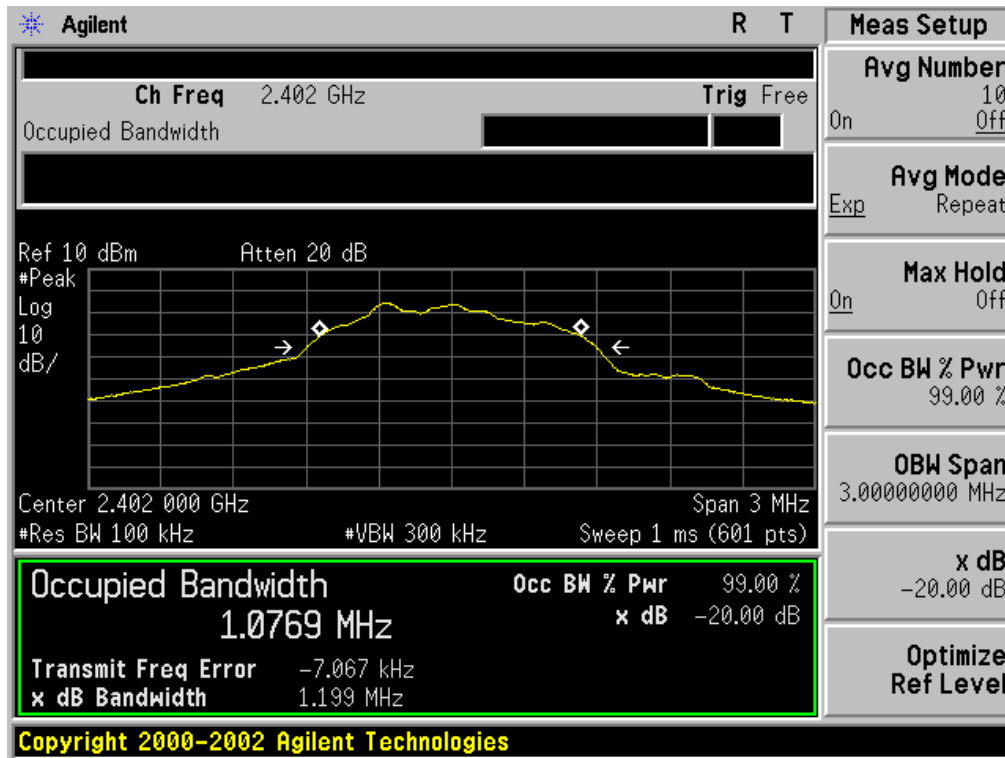 Agilent R T
Ch Freq 2.402 GHz Trig Free
Occupied Bandwidth
Ref 10 dBm Atten 20 dB
#Peak
Log
10
dB/
Center 2.402 000 GHz Span 3 MHz
#Res BW 100 kHz #VBW 300 kHz Sweep 1 ms (601 pts)
Occupied Bandwidth Occ BW % Pwr 99.00 %
1.0769 MHz x dB -20.00 dB
Transmit Freq Error -7.067 kHz
x dB Bandwidth 1.199 MHz
Copyright 2000-2002 Agilent Technologies
Meas Setup
Avg Number
10
On Off
Avg Mode
Exp Repeat
Max Hold
On Off
Occ BW % Pwr
99.00 %
OBW Span
3.00000000 MHz
x dB
-20.00 dB
Optimize
Ref Level